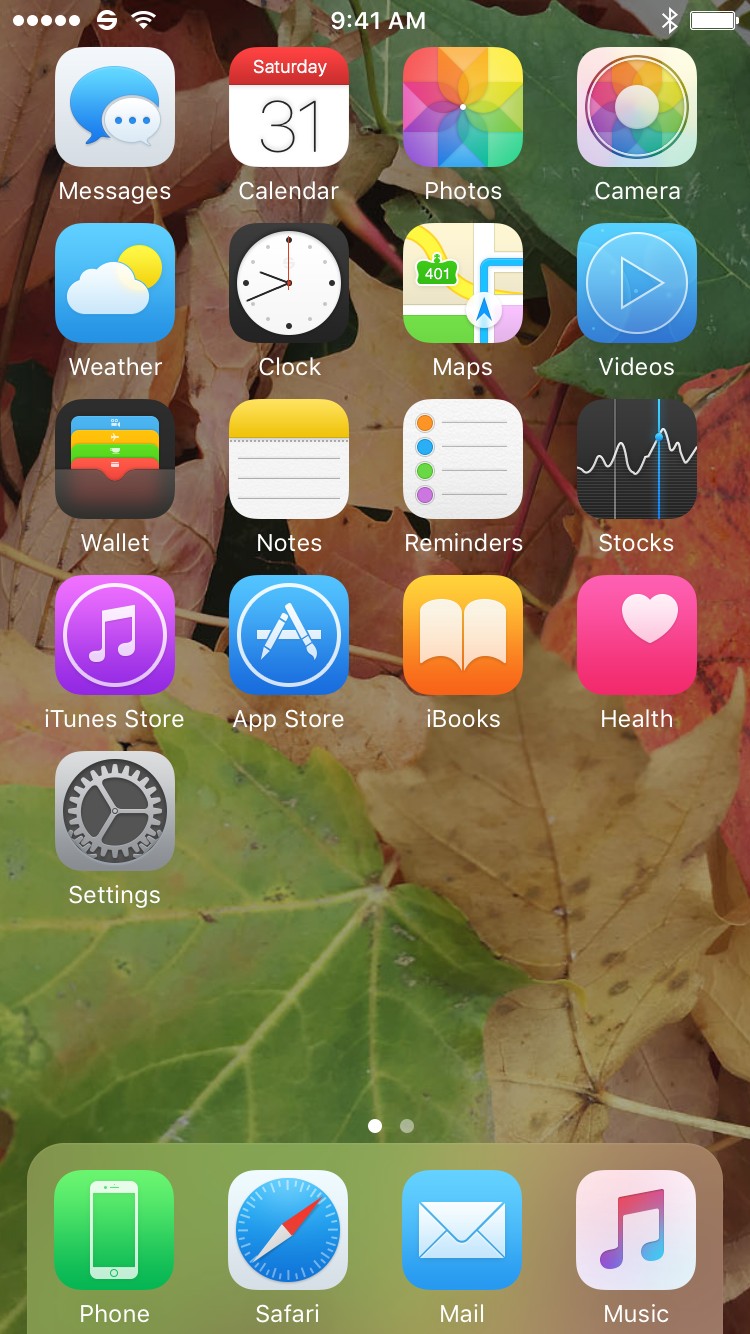 9:41 AM
Saturday
31
Messages
Calendar
Photos
Camera
401
Weather
Clock
Maps
Videos
Wallet
Notes
Reminders
Stocks
iTunes Store
App Store
iBooks
Health
Settings
Phone
Safari
Mail
Music